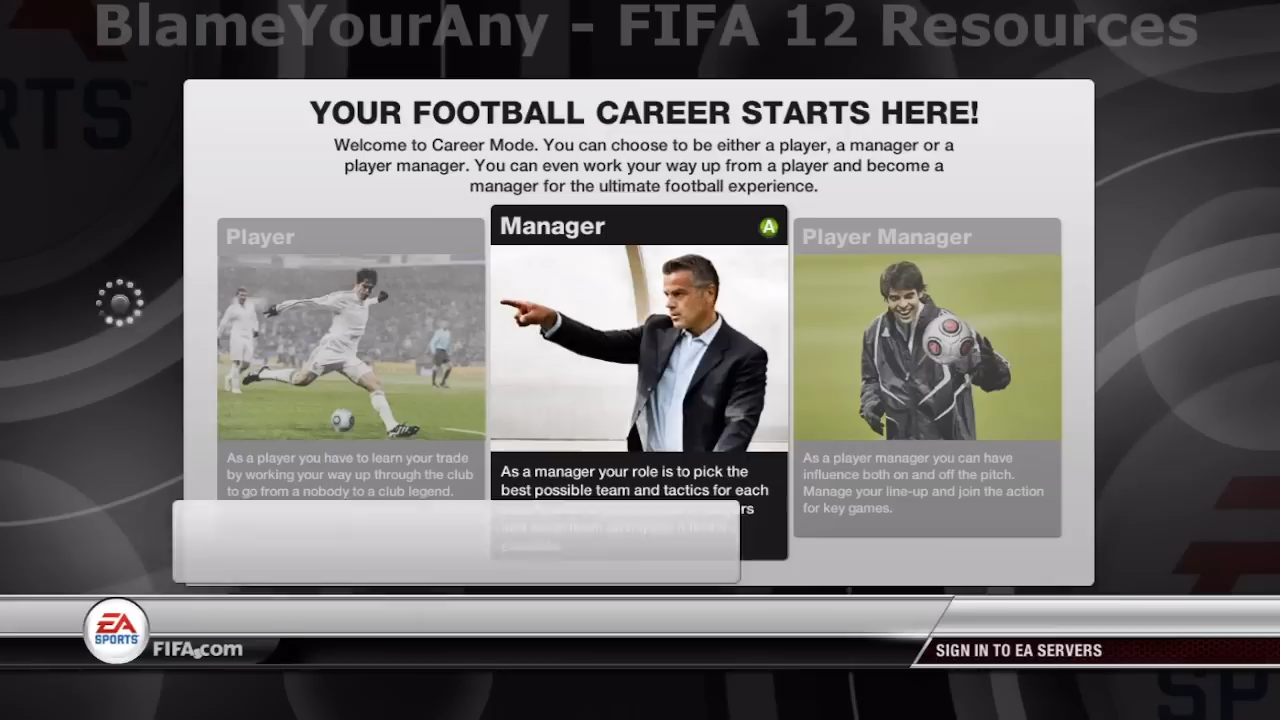 BlameYourAny - FIFA 12 Resources
RTS
YOUR FOOTBALL CAREER STARTS HERE!
Welcome to Career Mode. You can choose to be either a player, a manager or a
player manager. You can even work your way up from a player and become a
manager for the ultimate football experience.
Player
As a player you have to learn your trade
by working your way up through the club
to go from a nobody to a club legend.
Manager
A
As a manager your role is to pick the
best possible team and tactics for each
Player Manager
As a player manager you can have
influence both on and off the pitch.
Manage your line-up and join the action
for key games.
EA
SPORTS
FIFA.com
SIGN IN TO EA SERVERS
SP